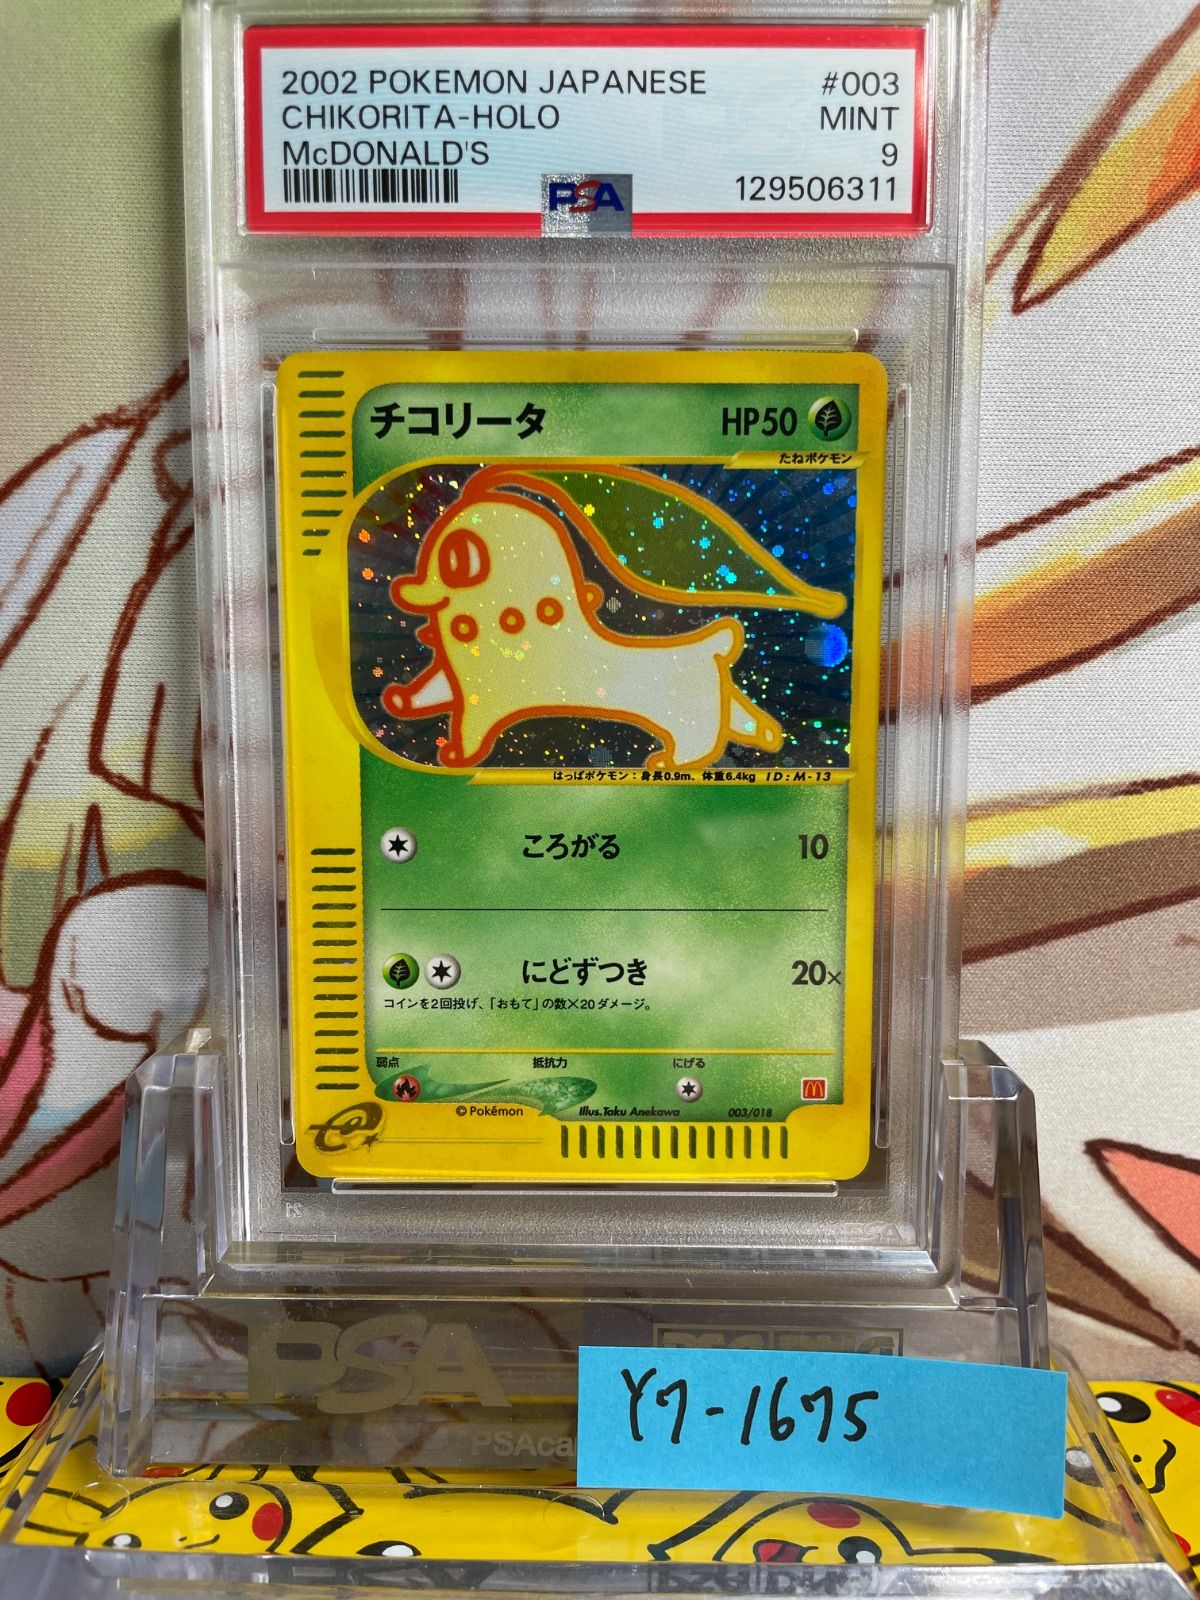 2002 POKEMON JAPANESE #003
CHIKORITA-HOLO MINT
McDONALD'S 9
PSA 129506311
チコリータ HP50
たねポケモン
はっぱポケモン：身長0.9m、体重6.4kg ID:M-13
ころがる 10
にどずつき 20×
コインを2回投げ、「おもて」の数×20ダメージ。
弱点 抵抗力 にげる
© Pokémon Illus.Taku Anekawa 003/018
e
21
PSA
PSA
Y7-1675